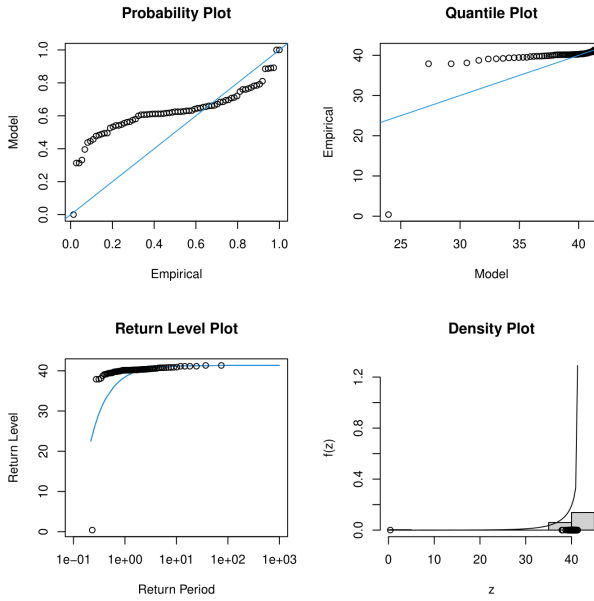 Probability Plot
Model
0.0 0.2 0.4 0.6 0.8 1.0
0.0 0.2 0.4 0.6 0.8 1.0
Empirical
Quantile Plot
Empirical
0 10 20 30 40
25 30 35 40
Model
Return Level Plot
Return Level
0 10 20 30 40
1e-01 1e+00 1e+01 1e+02 1e+03
Return Period
Density Plot
f(z)
0.0 0.4 0.8 1.2
0 10 20 30 40
z